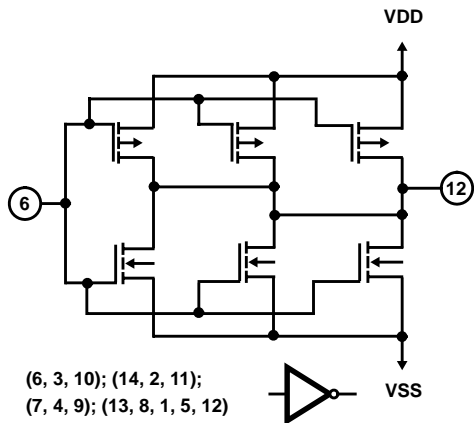 VDD
6
12
(6, 3, 10); (14, 2, 11);
(7, 4, 9); (13, 8, 1, 5, 12)
VSS